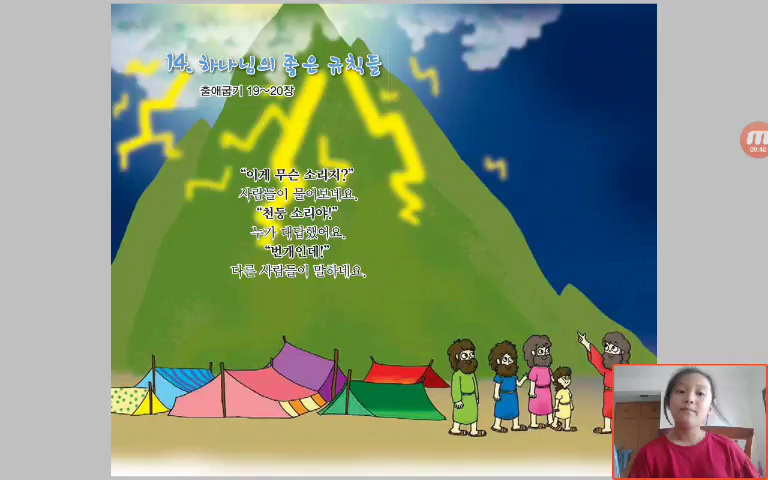 14. 하나님의 좋은 규칙들
출애굽기 19~20장
"이게 무슨 소리지?"
사람들이 물어보네요.
"천둥 소리야!"
누가 대답했어요.
"번개인데!"
다른 사람들이 말하네요.
09:40